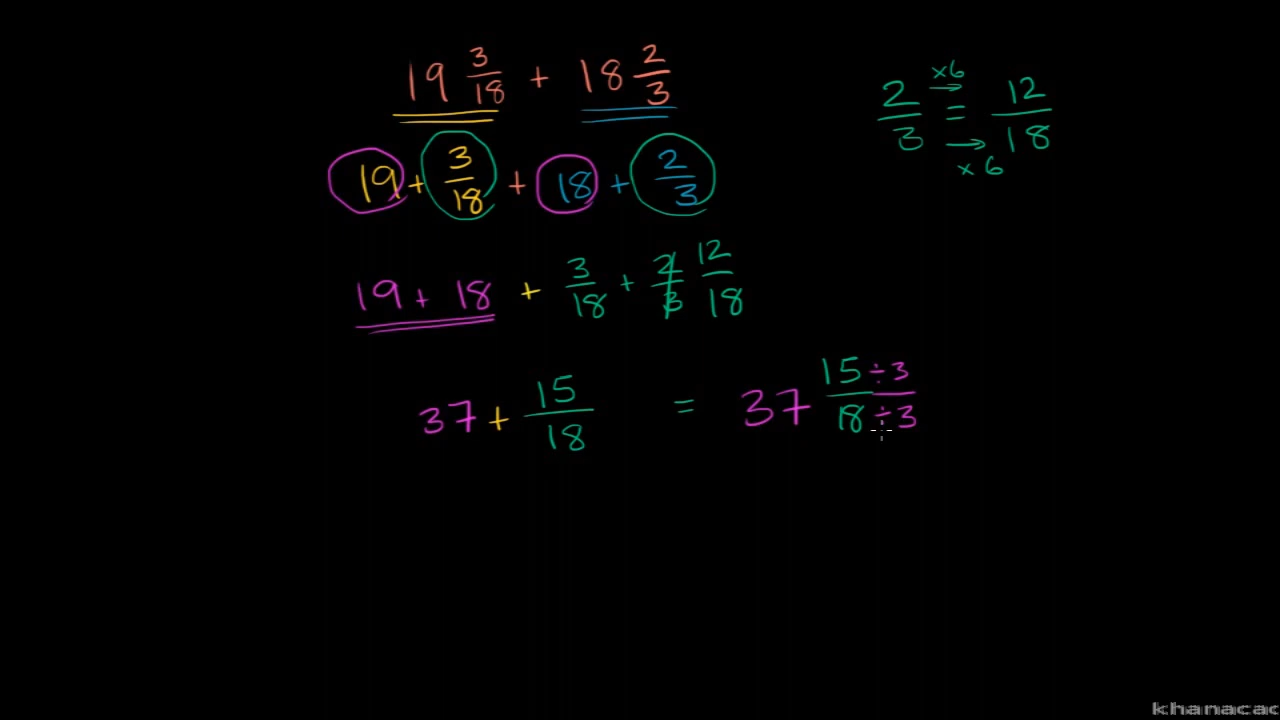 19 3/18 + 18 2/3
2/3 = 12/18
×6
×6
19 + 3/18 + 18 + 2/3
19 + 18 + 3/18 + 2/3 12/18
37 + 15/18 = 37 15÷3/18÷3
khanacac